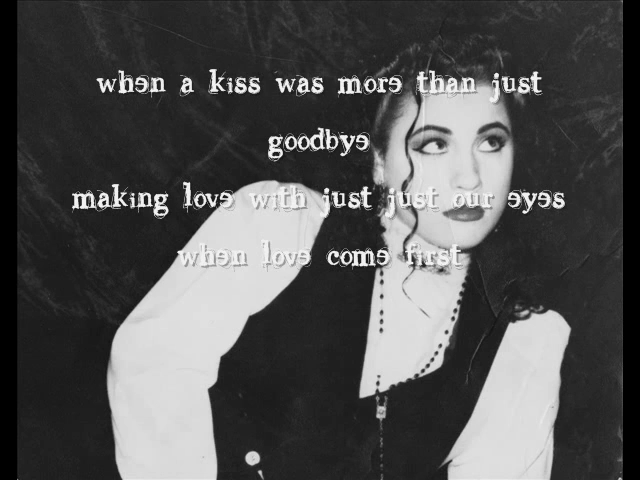 when a kiss was more than just
goodbye
making love with just just our eyes
when love come first